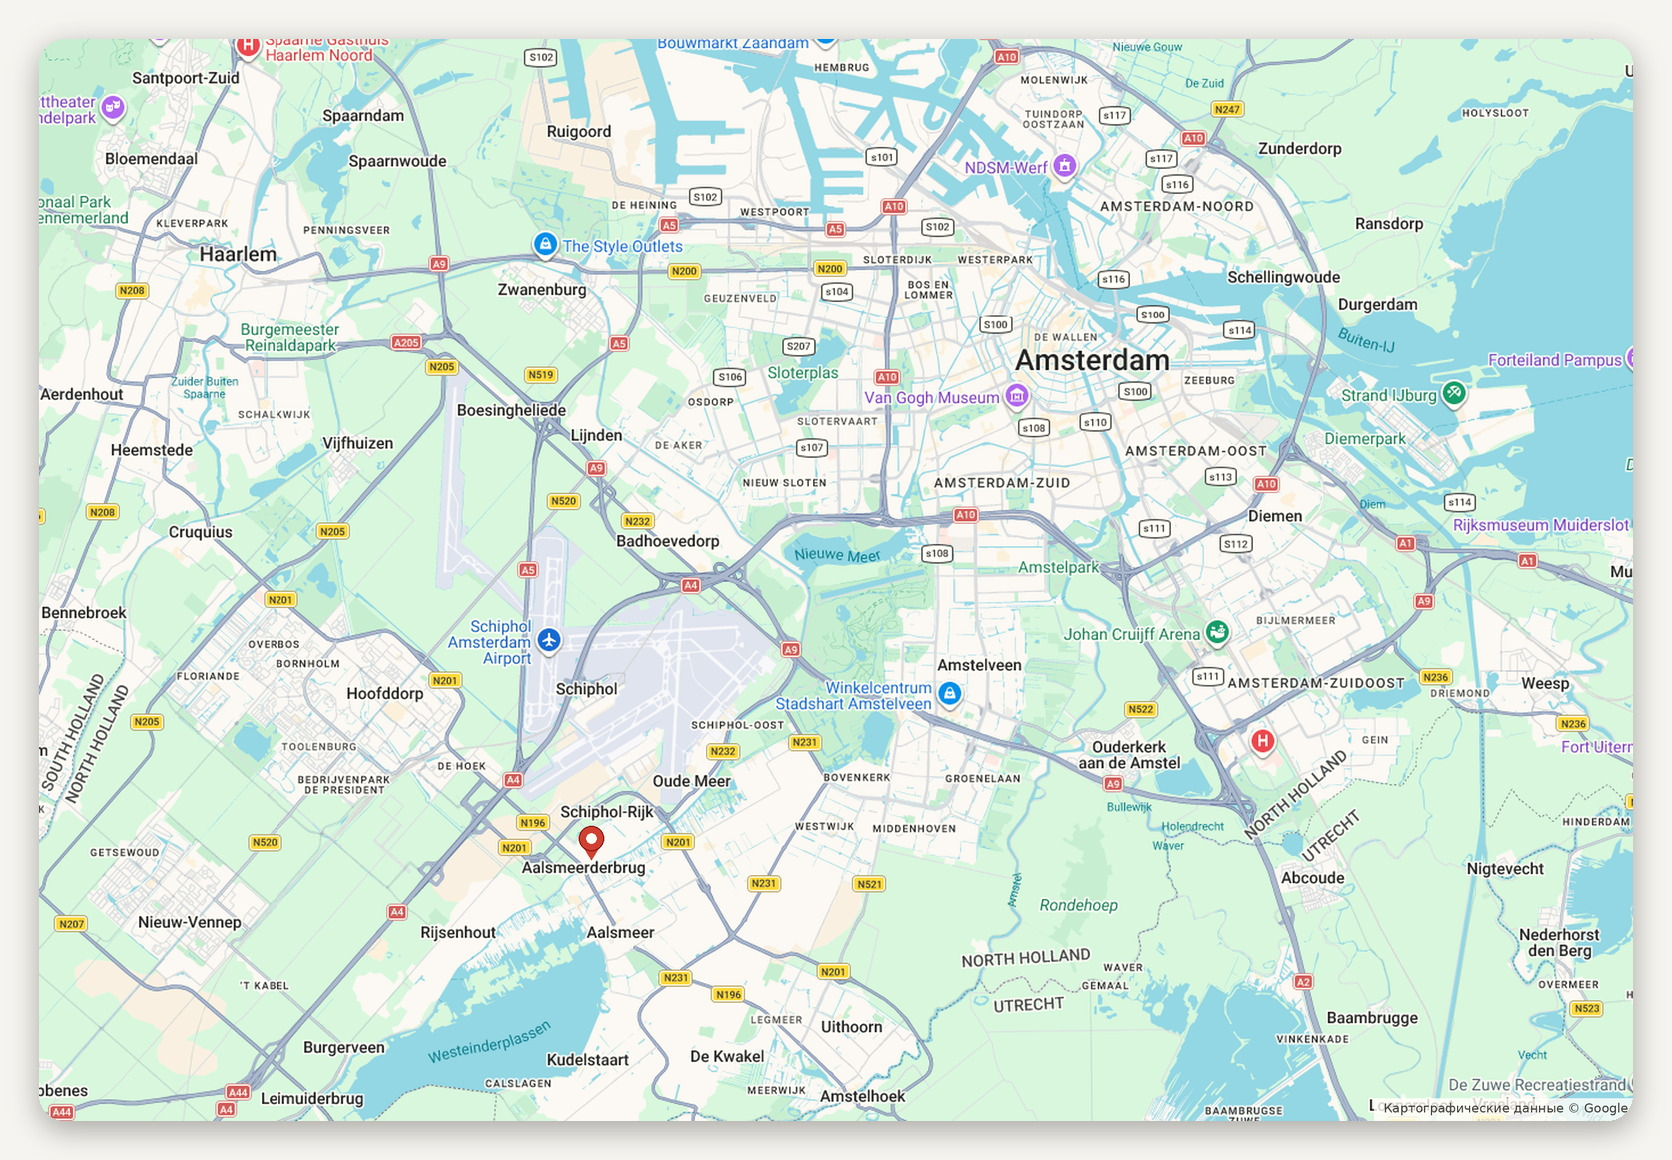 Spaarne Gasthuis
Haarlem Noord
Bouwmarkt Zaandam
Nieuwe Gouw
S102
HEMBRUG
A10
Santpoort-Zuid
MOLENWIJK
De Zuid
ttheater
ndelpark
Spaarndam
TUINDORP
OOSTZAAN
s117
N247
HOLYSLOOT
Ruigoord
A10
Zunderdorp
Bloemendaal
Spaarnwoude
s101
NDSM-Werf
s117
s116
onaal Park
ennemerland
S102
DE HEINING
WESTPOORT
A10
AMSTERDAM-NOORD
KLEVERPARK
PENNINGSVEER
A5
A5
S102
Ransdorp
Haarlem
The Style Outlets
A9
N200
N200
SLOTERDIJK
WESTERPARK
N208
Zwanenburg
GEUZENVELD
s104
BOS EN
LOMMER
s116
Schellingwoude
Durgerdam
Burgemeester
Reinaldapark
A205
A5
S207
S100
S100
s114
DE WALLEN
Buiten-IJ
Amsterdam
Forteiland Pampus
N205
N519
S106
Sloterplas
A10
ZEEBURG
Zuider Buiten
Spaarne
Aerdenhout
SCHALKWIJK
Boesingheliede
OSDORP
Van Gogh Museum
S100
Strand IJburg
Lijnden
DE AKER
SLOTERVAART
s108
s110
Diemerpark
Heemstede
Vijfhuizen
s107
AMSTERDAM-OOST
A9
NIEUW SLOTEN
AMSTERDAM-ZUID
s113
A10
N208
N520
N232
A10
s114
Diem
Cruquius
N205
Diemen
s111
Rijksmuseum Muiderslot
Badhoevedorp
Nieuwe Meer
s108
S112
A1
A1
A5
A4
Amstelpark
Mu
Bennebroek
N201
A9
Schiphol
Amsterdam
Airport
Johan Cruijff Arena
BIJLMERMEER
OVERBOS
BORNHOLM
A9
Amstelveen
FLORIANDE
Hoofddorp
N201
Schiphol
Winkelcentrum
Stadshart Amstelveen
s111
AMSTERDAM-ZUIDOOST
N236
DRIEMOND
Weesp
SOUTH HOLLAND
NORTH HOLLAND
N205
SCHIPHOL-OOST
N231
N522
N236
TOOLENBURG
N232
Ouderkerk
aan de Amstel
GEIN
Fort Uitern
DE HOEK
BEDRIJVENPARK
DE PRESIDENT
A4
Oude Meer
BOVENKERK
GROENELAAN
A9
NORTH HOLLAND
Bullewijk
Schiphol-Rijk
N196
N201
N201
WESTWIJK
MIDDENHOVEN
Holendrecht
Waver
UTRECHT
HINDERDAM
N520
GETSEWOUD
Aalsmeerderbrug
N231
N521
Amstel
Abcoude
Nigtevecht
N207
Nieuw-Vennep
A4
Rondehoep
Rijsenhout
Aalsmeer
Nederhorst
den Berg
NORTH HOLLAND
WAVER
'T KABEL
N231
N201
N196
GEMAAL
A2
OVERMEER
UTRECHT
N523
LEGMEER
Uithoorn
Baambrugge
Westeinderplassen
VINKENKADE
Burgerveen
Kudelstaart
De Kwakel
Vecht
bbenes
A44
CALSLAGEN
MEERWIJK
Amstelhoek
De Zuwe Recreatiestrand
A44
A4
Leimuiderbrug
BAAMBRUGSE
ZUWE
Картографические данные © Google